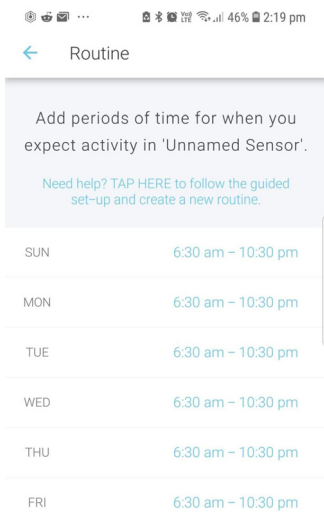 46% 2:19 pm
Routine
Add periods of time for when you
expect activity in 'Unnamed Sensor'.
Need help? TAP HERE to follow the guided
set-up and create a new routine.
SUN 6:30 am – 10:30 pm
MON 6:30 am – 10:30 pm
TUE 6:30 am – 10:30 pm
WED 6:30 am – 10:30 pm
THU 6:30 am – 10:30 pm
FRI 6:30 am – 10:30 pm